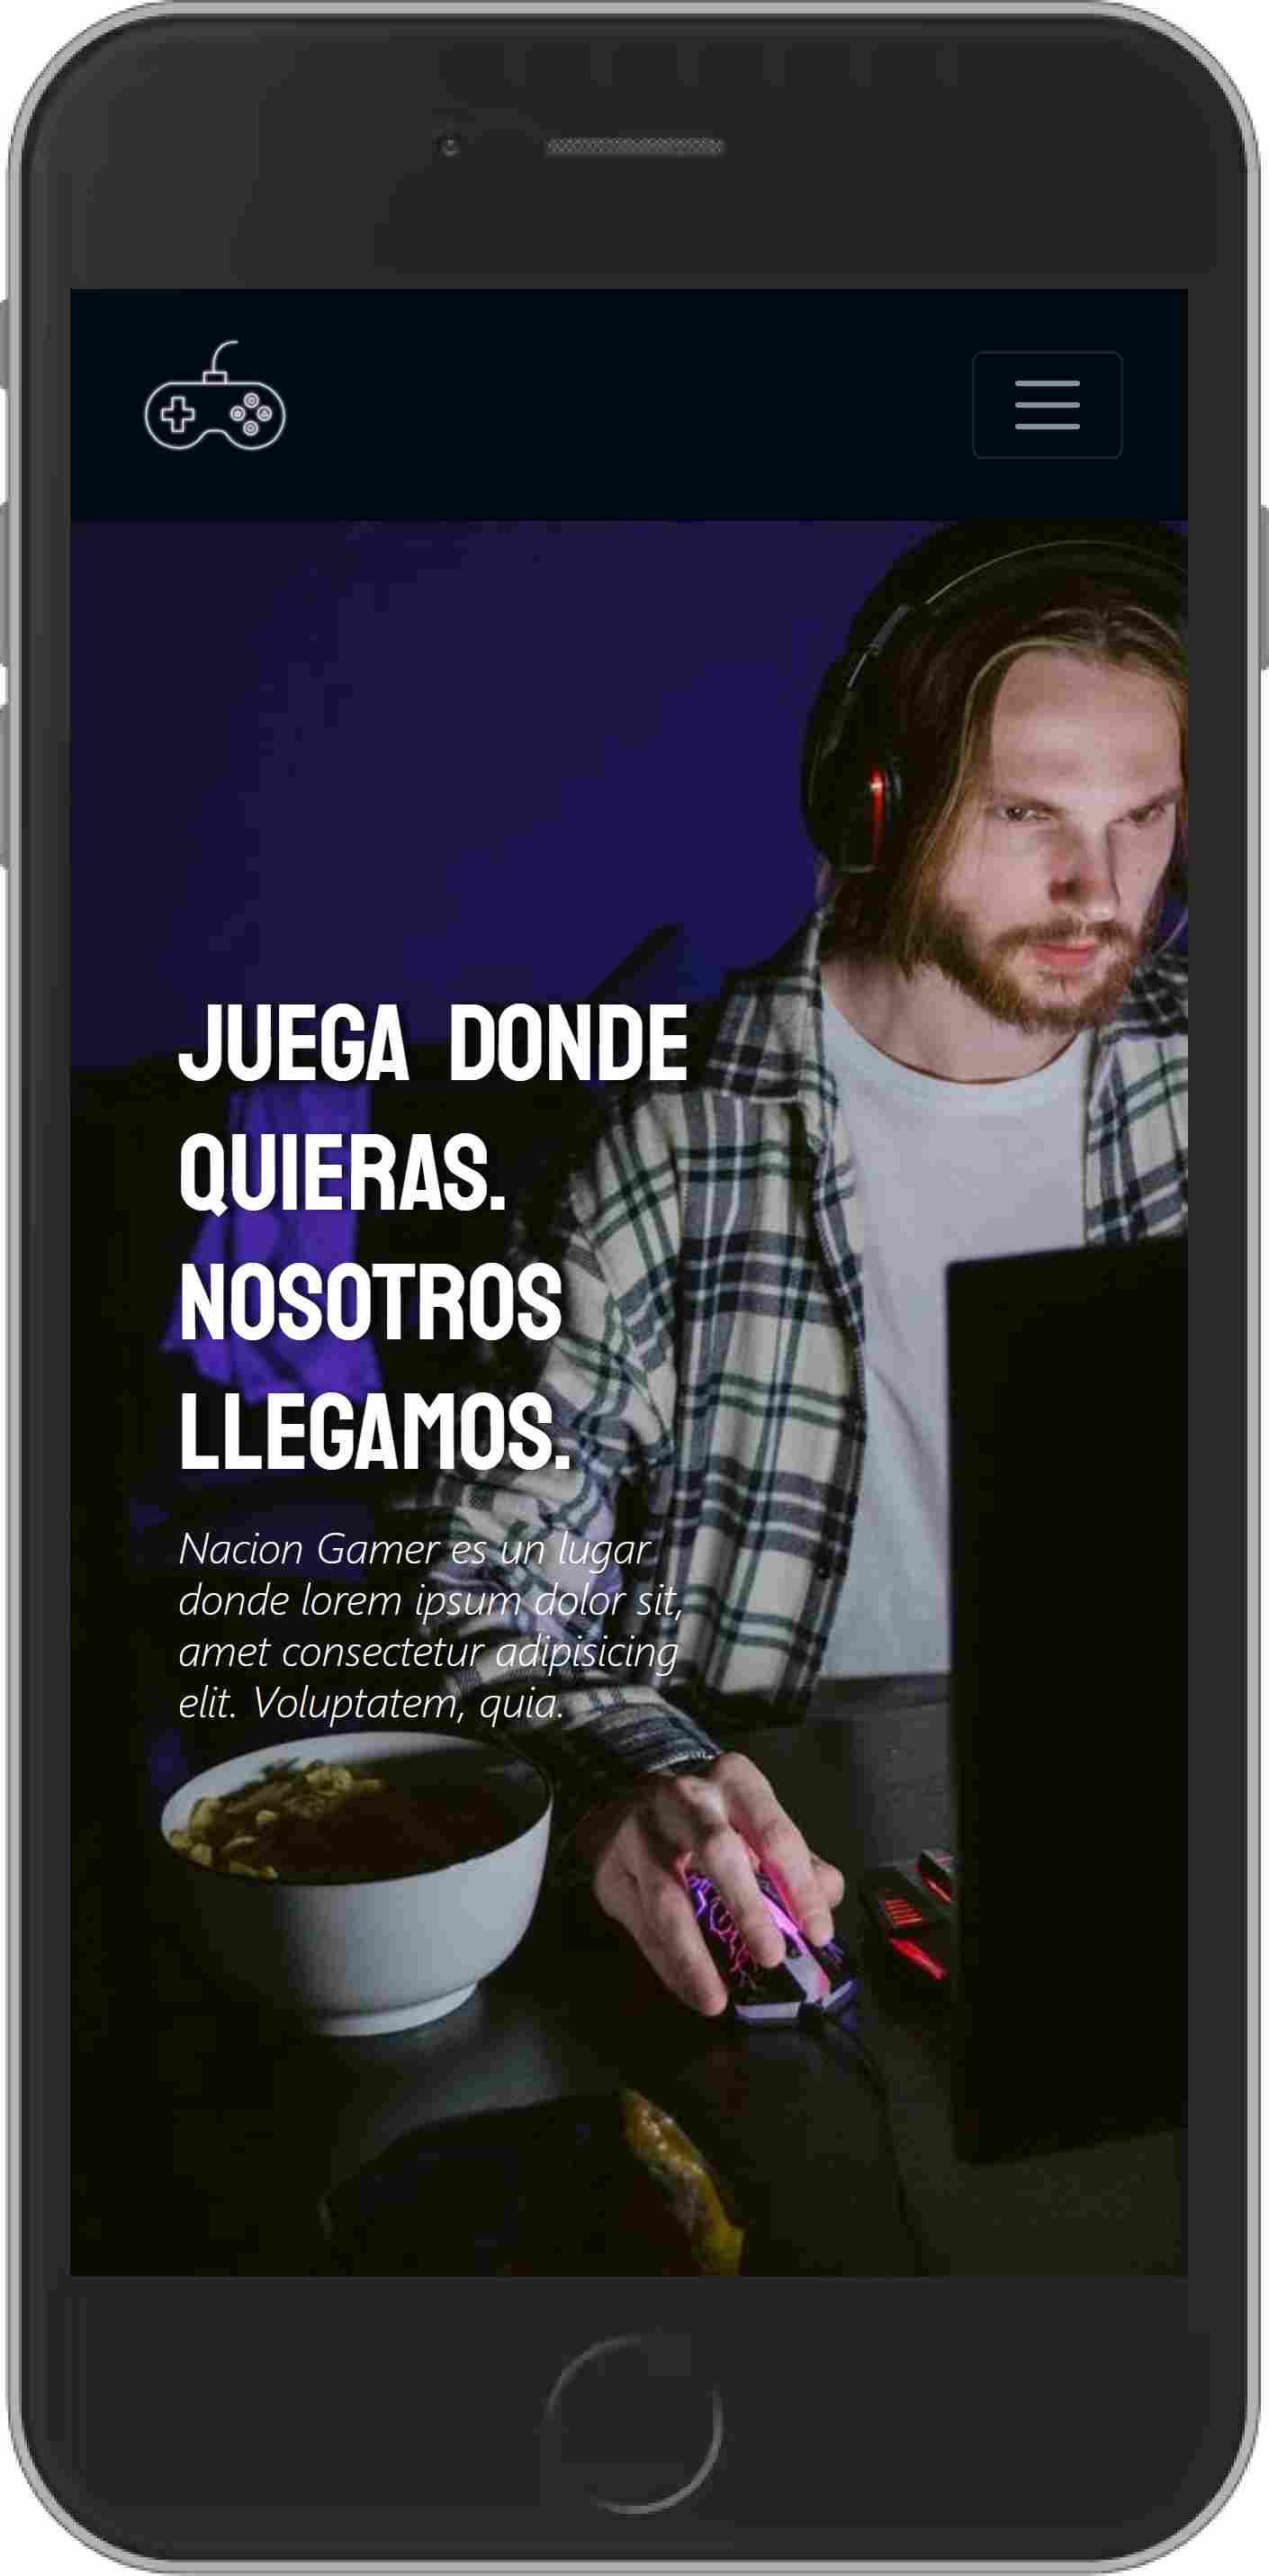 JUEGA DONDE
QUIERAS.
NOSOTROS
LLEGAMOS.
Nacion Gamer es un lugar
donde lorem ipsum dolor sit,
amet consectetur adipisicing
elit. Voluptatem, quia.